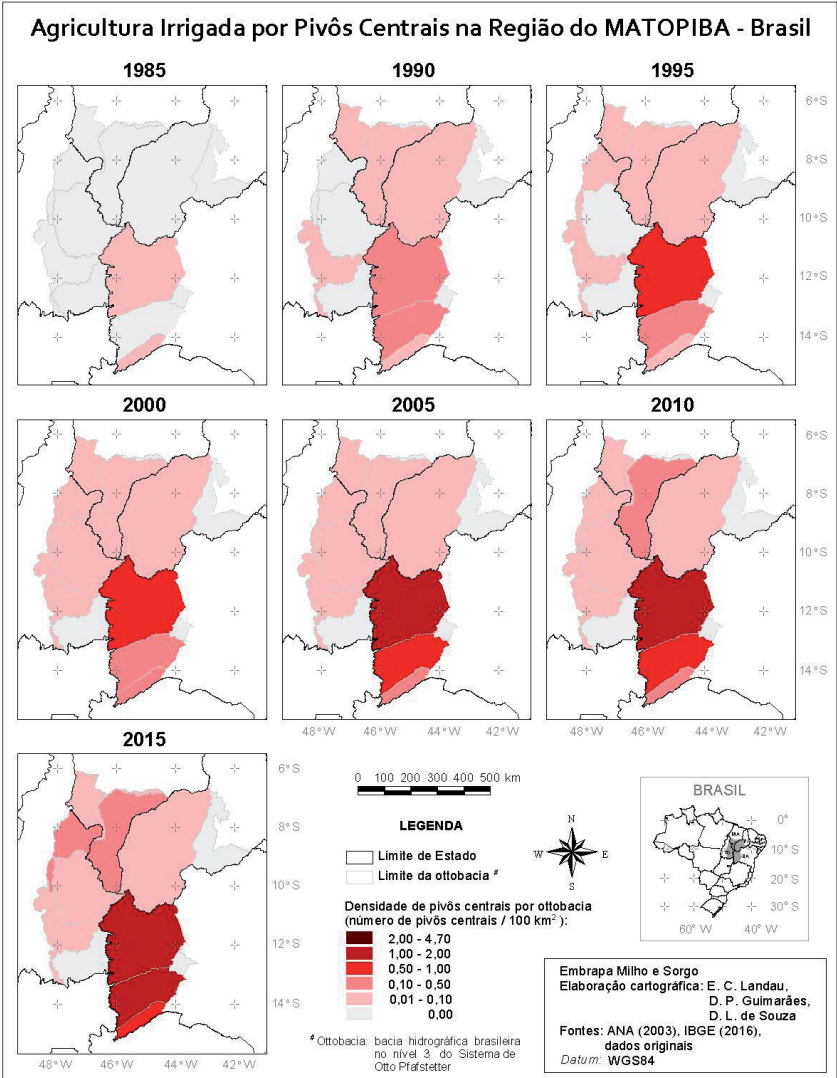 Agricultura Irrigada por Pivôs Centrais na Região do MATOPIBA - Brasil
1985
1990
1995
6°S
8°S
10°S
12°S
14°S
2000
2005
2010
6°S
8°S
10°S
12°S
14°S
48°W 46°W 44°W 42°W
48°W 46°W 44°W 42°W
2015
6°S
8°S
10°S
12°S
14°S
48°W 46°W 44°W 42°W
0 100 200 300 400 500 km
LEGENDA
Limite de Estado
Limite da ottobacia #
Densidade de pivôs centrais por ottobacia
(número de pivôs centrais / 100 km²):
2,00 - 4,70
1,00 - 2,00
0,50 - 1,00
0,10 - 0,50
0,01 - 0,10
0,00
# Ottobacia: bacia hidrográfica brasileira
no nível 3 do Sistema de
Otto Pfafstetter
N
W E
S
BRASIL
MA
BA
0°
10°S
20°S
30°S
60°W 40°W
Embrapa Milho e Sorgo
Elaboração cartográfica: E. C. Landau,
D. P. Guimarães,
D. L. de Souza
Fontes: ANA (2003), IBGE (2016),
dados originais
Datum: WGS84